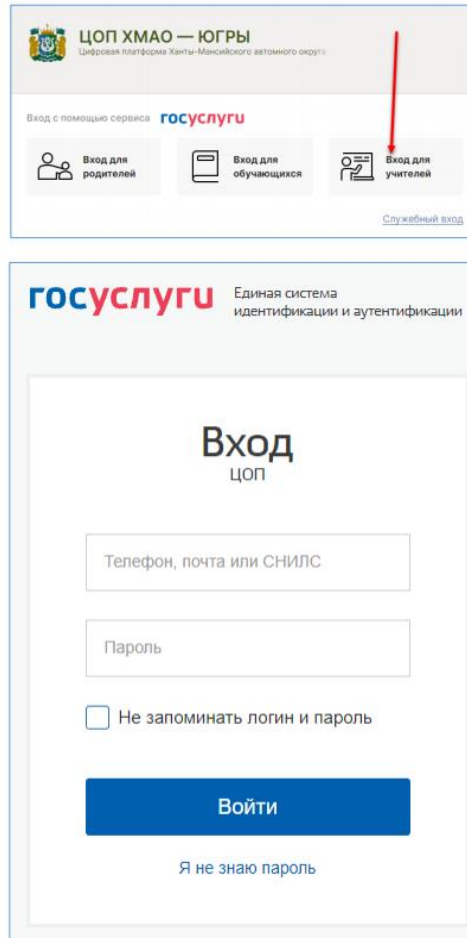 ЦОП ХМАО — ЮГРЫ
Цифровая платформа Ханты-Мансийского автомного округа
Вход с помощью сервиса госуслуги
Вход для
родителей
Вход для
обучающихся
Вход для
учителей
Служебный вход
госуслуги
Единая система
идентификации и аутентификации
Вход
ЦОП
Телефон, почта или СНИЛС
Пароль
Не запоминать логин и пароль
Войти
Я не знаю пароль